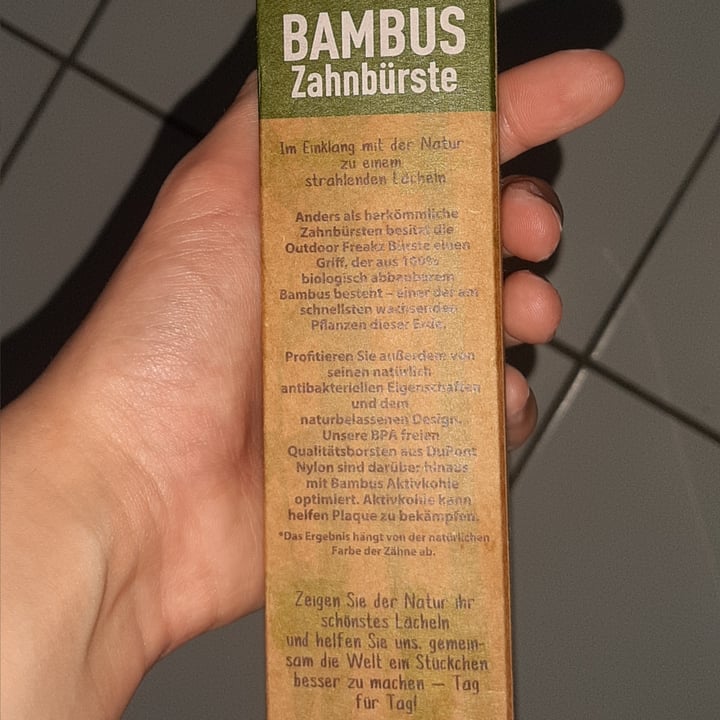 BAMBUS
Zahnbürste
Im Einklang mit der Natur
zu einem
strahlenden Lächeln
Anders als herkömmliche
Zahnbürsten besitzt die
Outdoor Freakz Bürste einen
Griff, der aus 100%
biologisch abbaubarem
Bambus besteht – einer der am
schnellsten wachsenden
Pflanzen dieser Erde.
Profitieren Sie außerdem von
seinen natürlich
antibakteriellen Eigenschaften
und dem
naturbelassenen Design.
Unsere BPA freien
Qualitätsborsten aus DuPont
Nylon sind darüber hinaus
mit Bambus Aktivkohle
optimiert. Aktivkohle kann
helfen Plaque zu bekämpfen.
*Das Ergebnis hängt von der natürlichen
Farbe der Zähne ab.
Zeigen Sie der Natur ihr
schönstes Lächeln
und helfen Sie uns, gemein-
sam die Welt ein Stückchen
besser zu machen – Tag
für Tag!